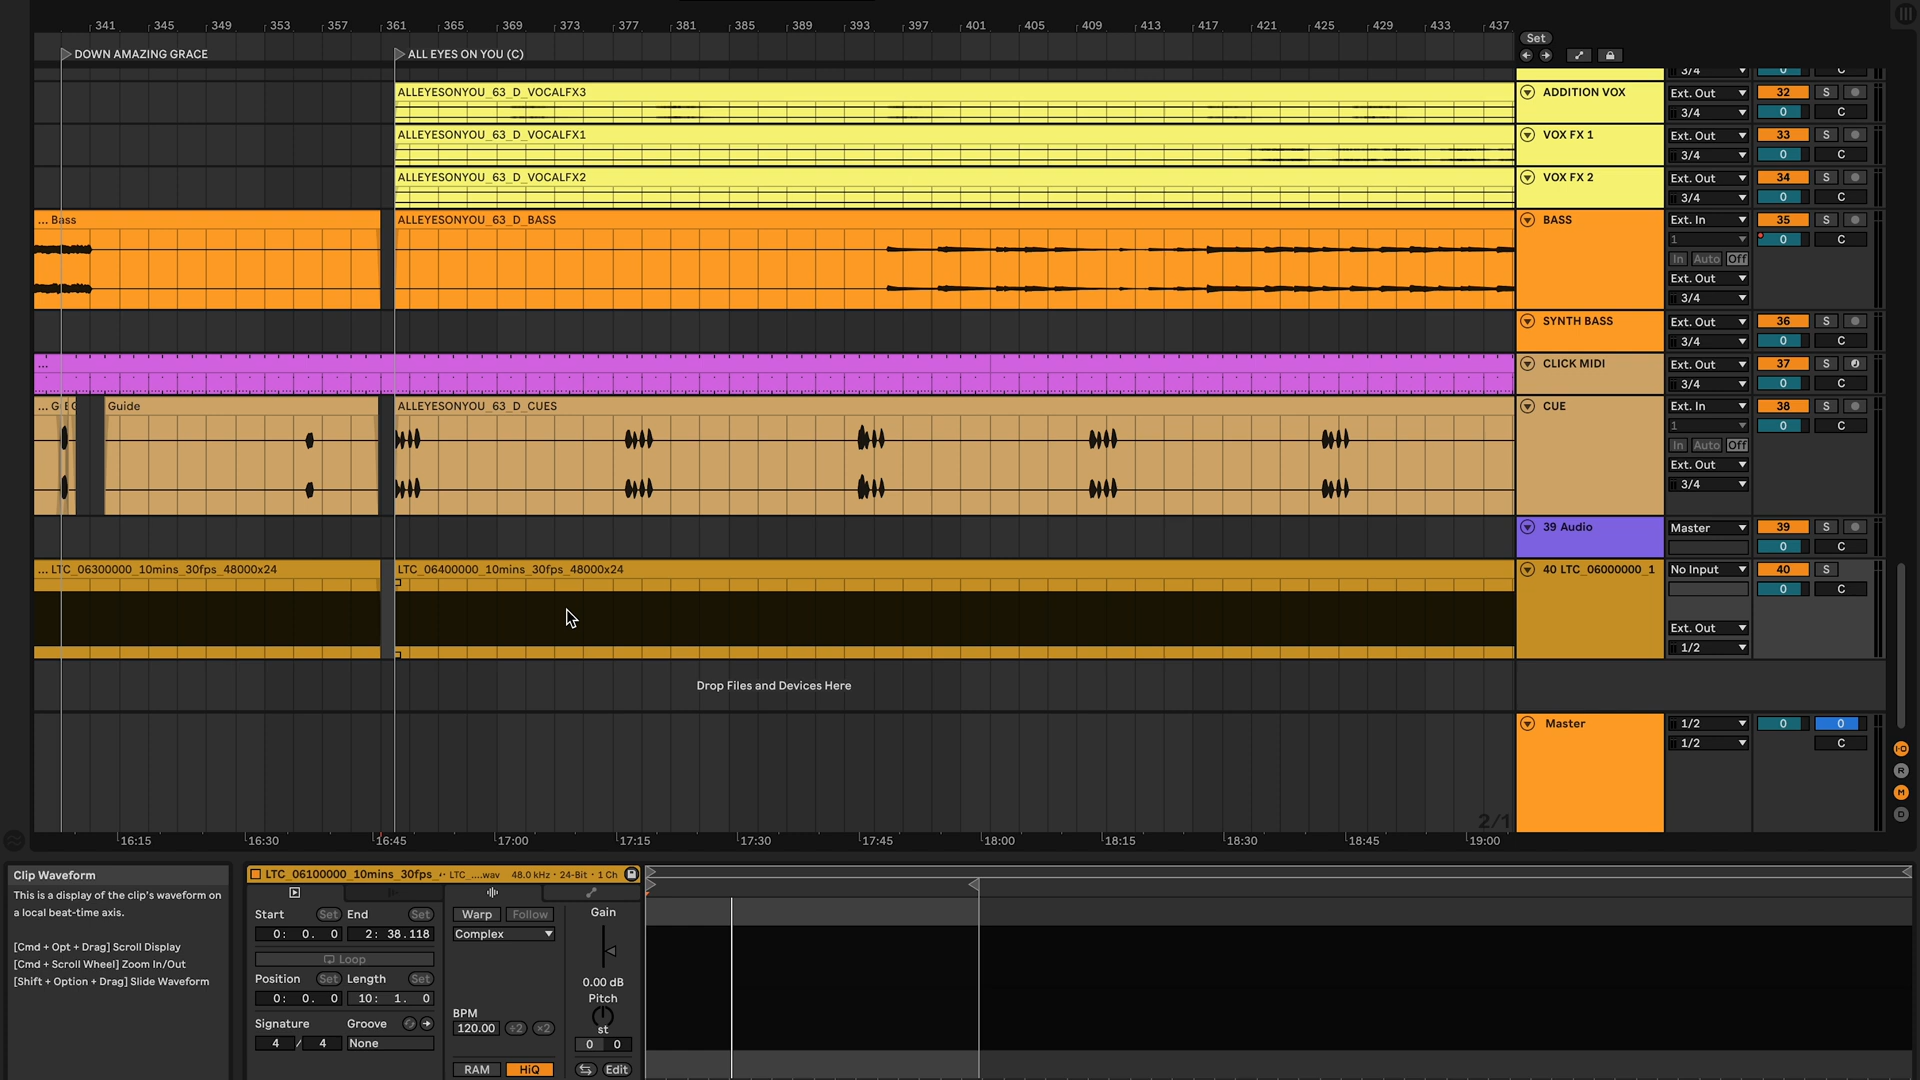 341 345 349 353 357 361 365 369 373 377 381 385 389 393 397 401 405 409 413 417 421 425 429 433 437
Set
DOWN AMAZING GRACE
ALL EYES ON YOU (C)
3/4 0 C
ALLEYESONYOU_63_D_VOCALFX3
ADDITION VOX Ext. Out 32 S
3/4 0 C
ALLEYESONYOU_63_D_VOCALFX1
VOX FX 1 Ext. Out 33 S
3/4 0 C
ALLEYESONYOU_63_D_VOCALFX2
VOX FX 2 Ext. Out 34 S
3/4 0 C
... Bass
ALLEYESONYOU_63_D_BASS
BASS Ext. In 35 S
1 0 C
In Auto Off
Ext. Out
3/4
SYNTH BASS Ext. Out 36 S
3/4 0 C
...
CLICK MIDI Ext. Out 37 S
3/4 0 C
... G E C
Guide
ALLEYESONYOU_63_D_CUES
CUE Ext. In 38 S
1 0 C
In Auto Off
Ext. Out
3/4
39 Audio Master 39 S
0 C
... LTC_06300000_10mins_30fps_48000x24
LTC_06400000_10mins_30fps_48000x24
40 LTC_06000000_1 No Input 40 S
0 C
Ext. Out
1/2
Drop Files and Devices Here
Master 1/2 0 0
1/2 C
I·O
R
M
D
2/1
16:15 16:30 16:45 17:00 17:15 17:30 17:45 18:00 18:15 18:30 18:45 19:00
Clip Waveform
This is a display of the clip's waveform on
a local beat-time axis.
[Cmd + Opt + Drag] Scroll Display
[Cmd + Scroll Wheel] Zoom In/Out
[Shift + Option + Drag] Slide Waveform
LTC_06100000_10mins_30fps_ LTC_....wav 48.0 kHz · 24-Bit · 1 Ch
Start Set End Set
0: 0. 0 2: 38.118
Loop
Position Set Length Set
0: 0. 0 10: 1. 0
Signature Groove
4 / 4 None
Warp Follow
Complex
BPM
120.00 ÷2 ×2
RAM HiQ
Gain
0.00 dB
Pitch
st
0 0
Edit